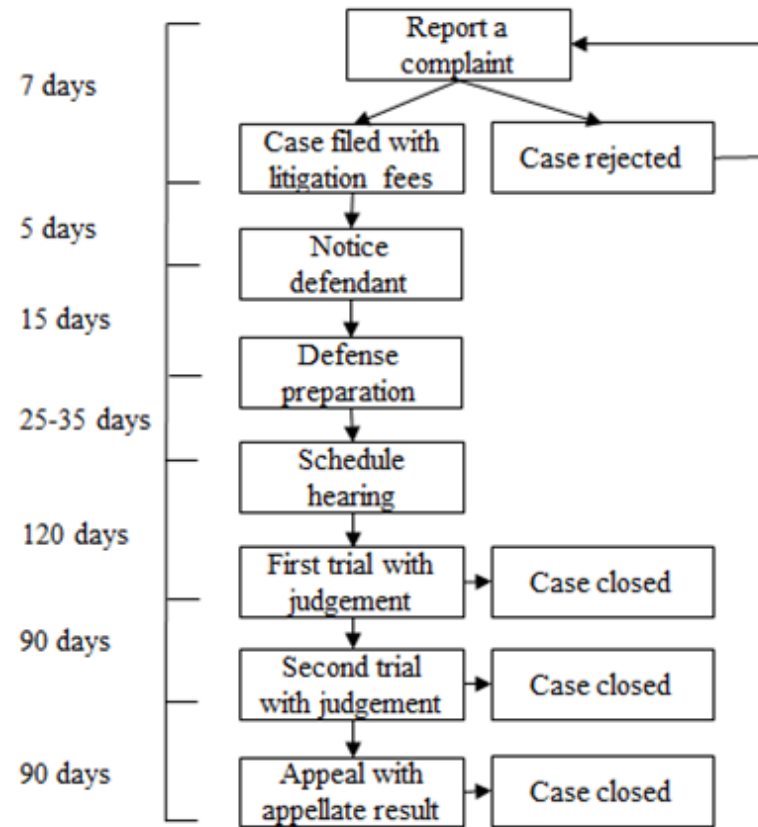 Report a
complaint
7 days
Case filed with
litigation fees
Case rejected
5 days
Notice
defendant
15 days
Defense
preparation
25-35 days
Schedule
hearing
120 days
First trial with
judgement
Case closed
90 days
Second trial
with judgement
Case closed
90 days
Appeal with
appellate result
Case closed